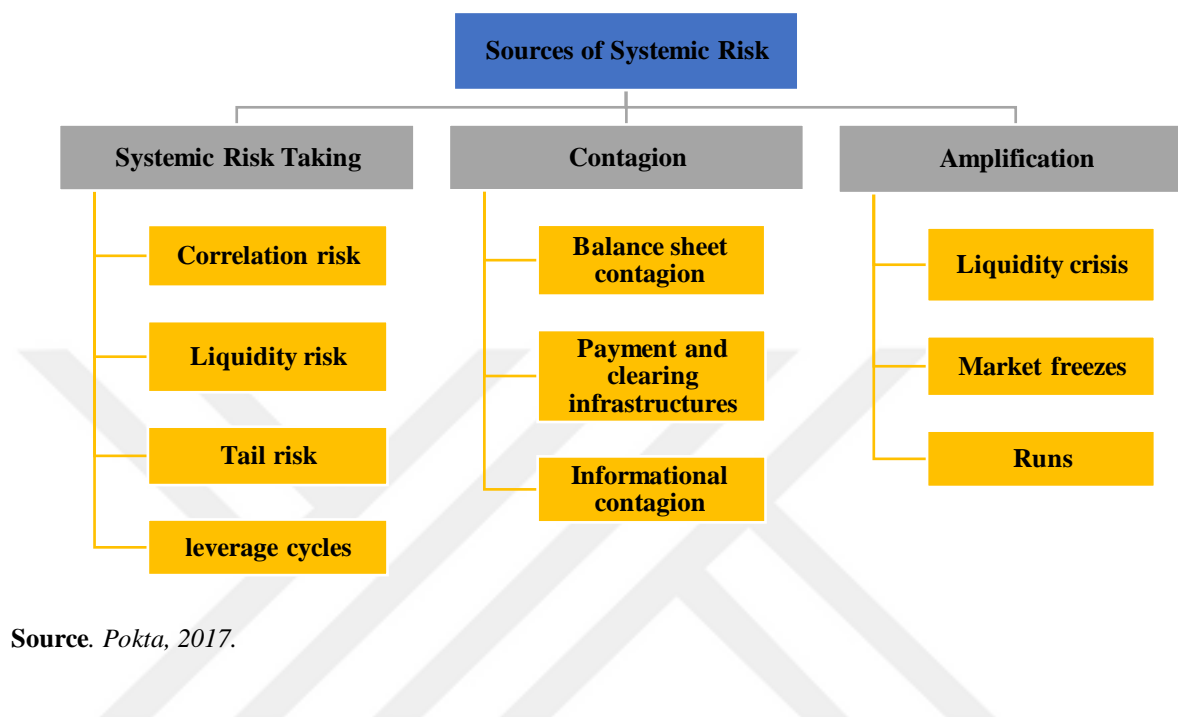 Sources of Systemic Risk
Systemic Risk Taking
Correlation risk
Liquidity risk
Tail risk
leverage cycles
Contagion
Balance sheet
contagion
Payment and
clearing
infrastructures
Informational
contagion
Amplification
Liquidity crisis
Market freezes
Runs
Source. Pokta, 2017.